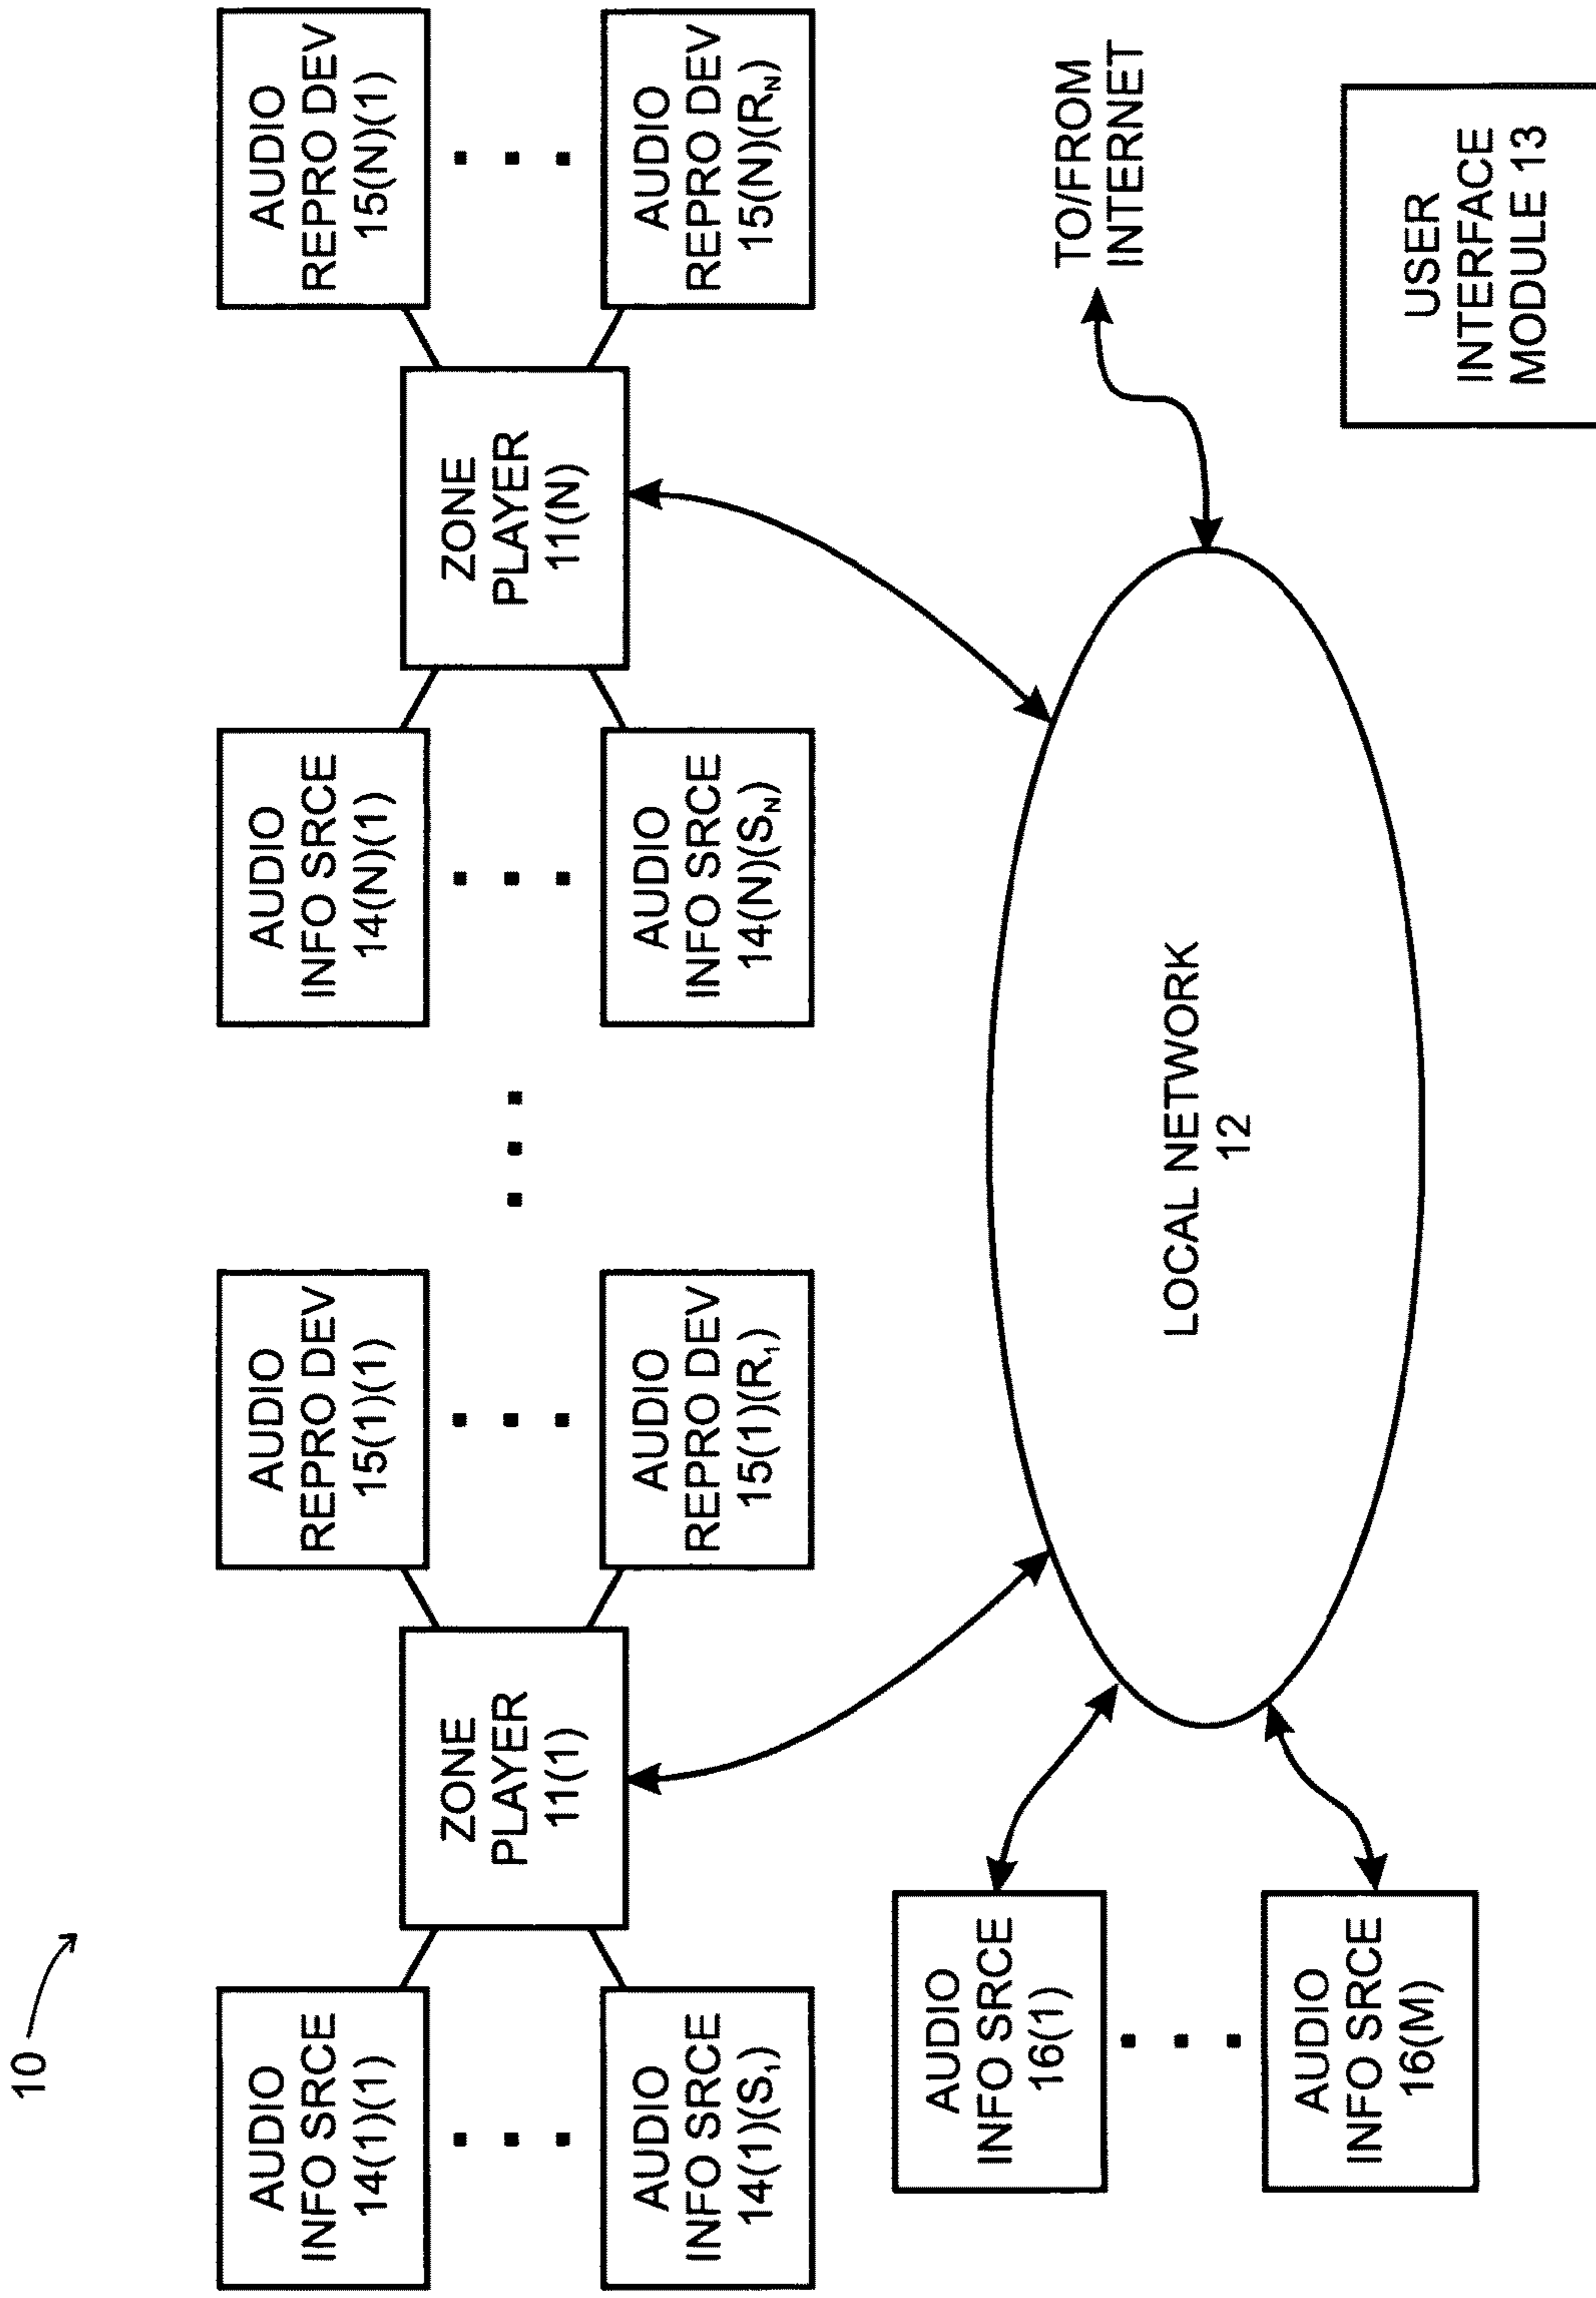 10
AUDIO
INFO SRCE
14(1)(1)
AUDIO
INFO SRCE
14(1)(S₁)
ZONE
PLAYER
11(1)
AUDIO
REPRO DEV
15(1)(1)
AUDIO
REPRO DEV
15(1)(R₁)
AUDIO
INFO SRCE
14(N)(1)
AUDIO
INFO SRCE
14(N)(S_N)
ZONE
PLAYER
11(N)
AUDIO
REPRO DEV
15(N)(1)
AUDIO
REPRO DEV
15(N)(R_N)
AUDIO
INFO SRCE
16(1)
AUDIO
INFO SRCE
16(M)
LOCAL NETWORK
12
TO/FROM
INTERNET
USER
INTERFACE
MODULE 13